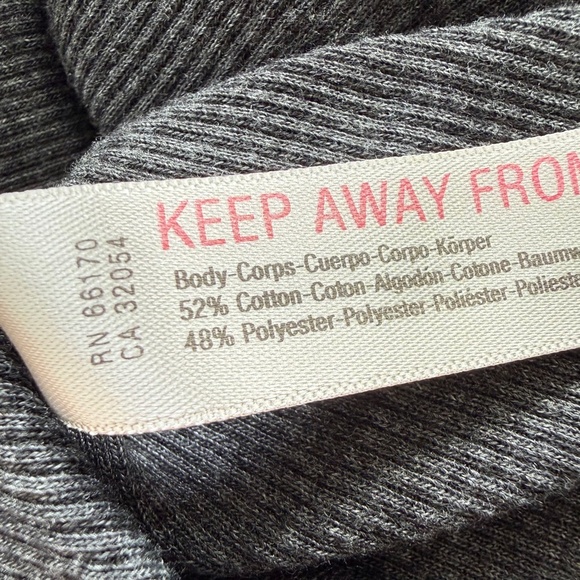 RN 66170
CA 32054
KEEP AWAY FROM
Body-Corps-Cuerpo-Corpo-Körper
52% Cotton-Coton-Algodón-Cotone-Baumw
48% Polyester-Polyester-Poliéster-Poliesta